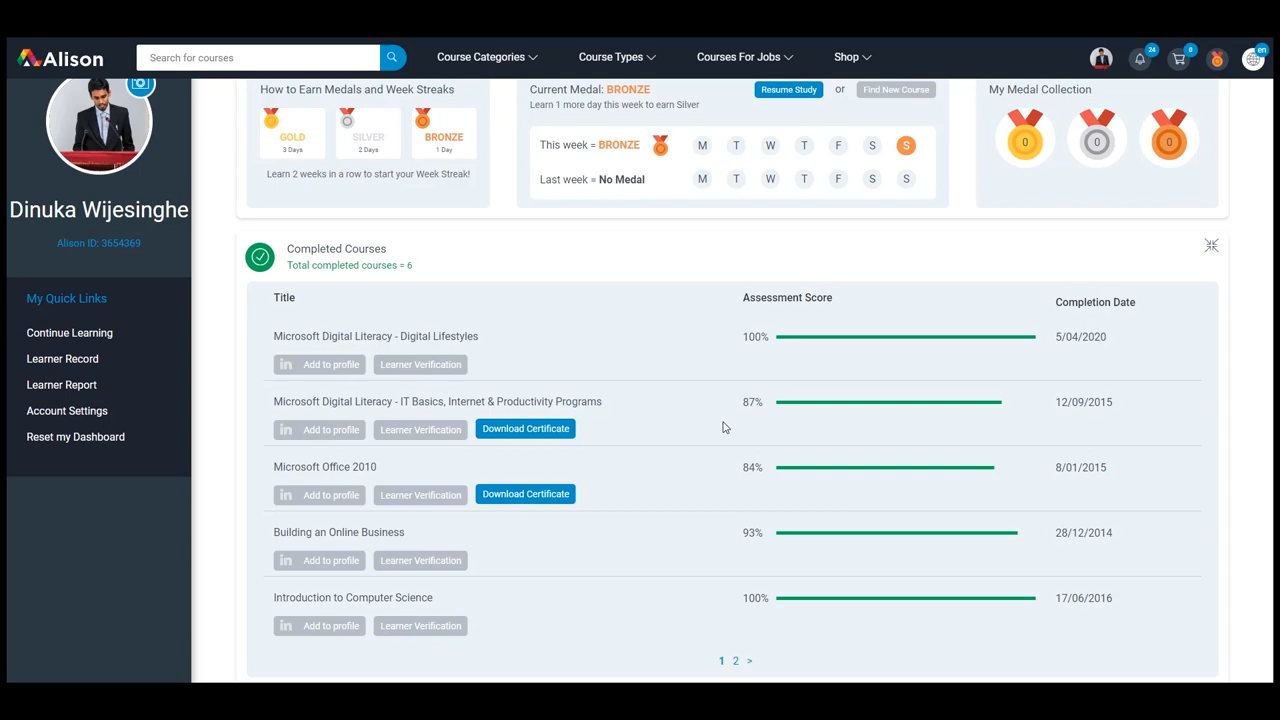 Alison
Search for courses
Course Categories
Course Types
Courses For Jobs
Shop
24
0
en
Dinuka Wijesinghe
Alison ID: 3654369
My Quick Links
Continue Learning
Learner Record
Learner Report
Account Settings
Reset my Dashboard
How to Earn Medals and Week Streaks
GOLD
3 Days
SILVER
2 Days
BRONZE
1 Day
Learn 2 weeks in a row to start your Week Streak!
Current Medal: BRONZE
Resume Study or Find New Course
Learn 1 more day this week to earn Silver
This week = BRONZE M T W T F S S
Last week = No Medal M T W T F S S
My Medal Collection
0 0 0
Completed Courses
Total completed courses = 6
Title Assessment Score Completion Date
Microsoft Digital Literacy - Digital Lifestyles 100% 5/04/2020
in Add to profile Learner Verification
Microsoft Digital Literacy - IT Basics, Internet & Productivity Programs 87% 12/09/2015
in Add to profile Learner Verification Download Certificate
Microsoft Office 2010 84% 8/01/2015
in Add to profile Learner Verification Download Certificate
Building an Online Business 93% 28/12/2014
in Add to profile Learner Verification
Introduction to Computer Science 100% 17/06/2016
in Add to profile Learner Verification
1 2 >